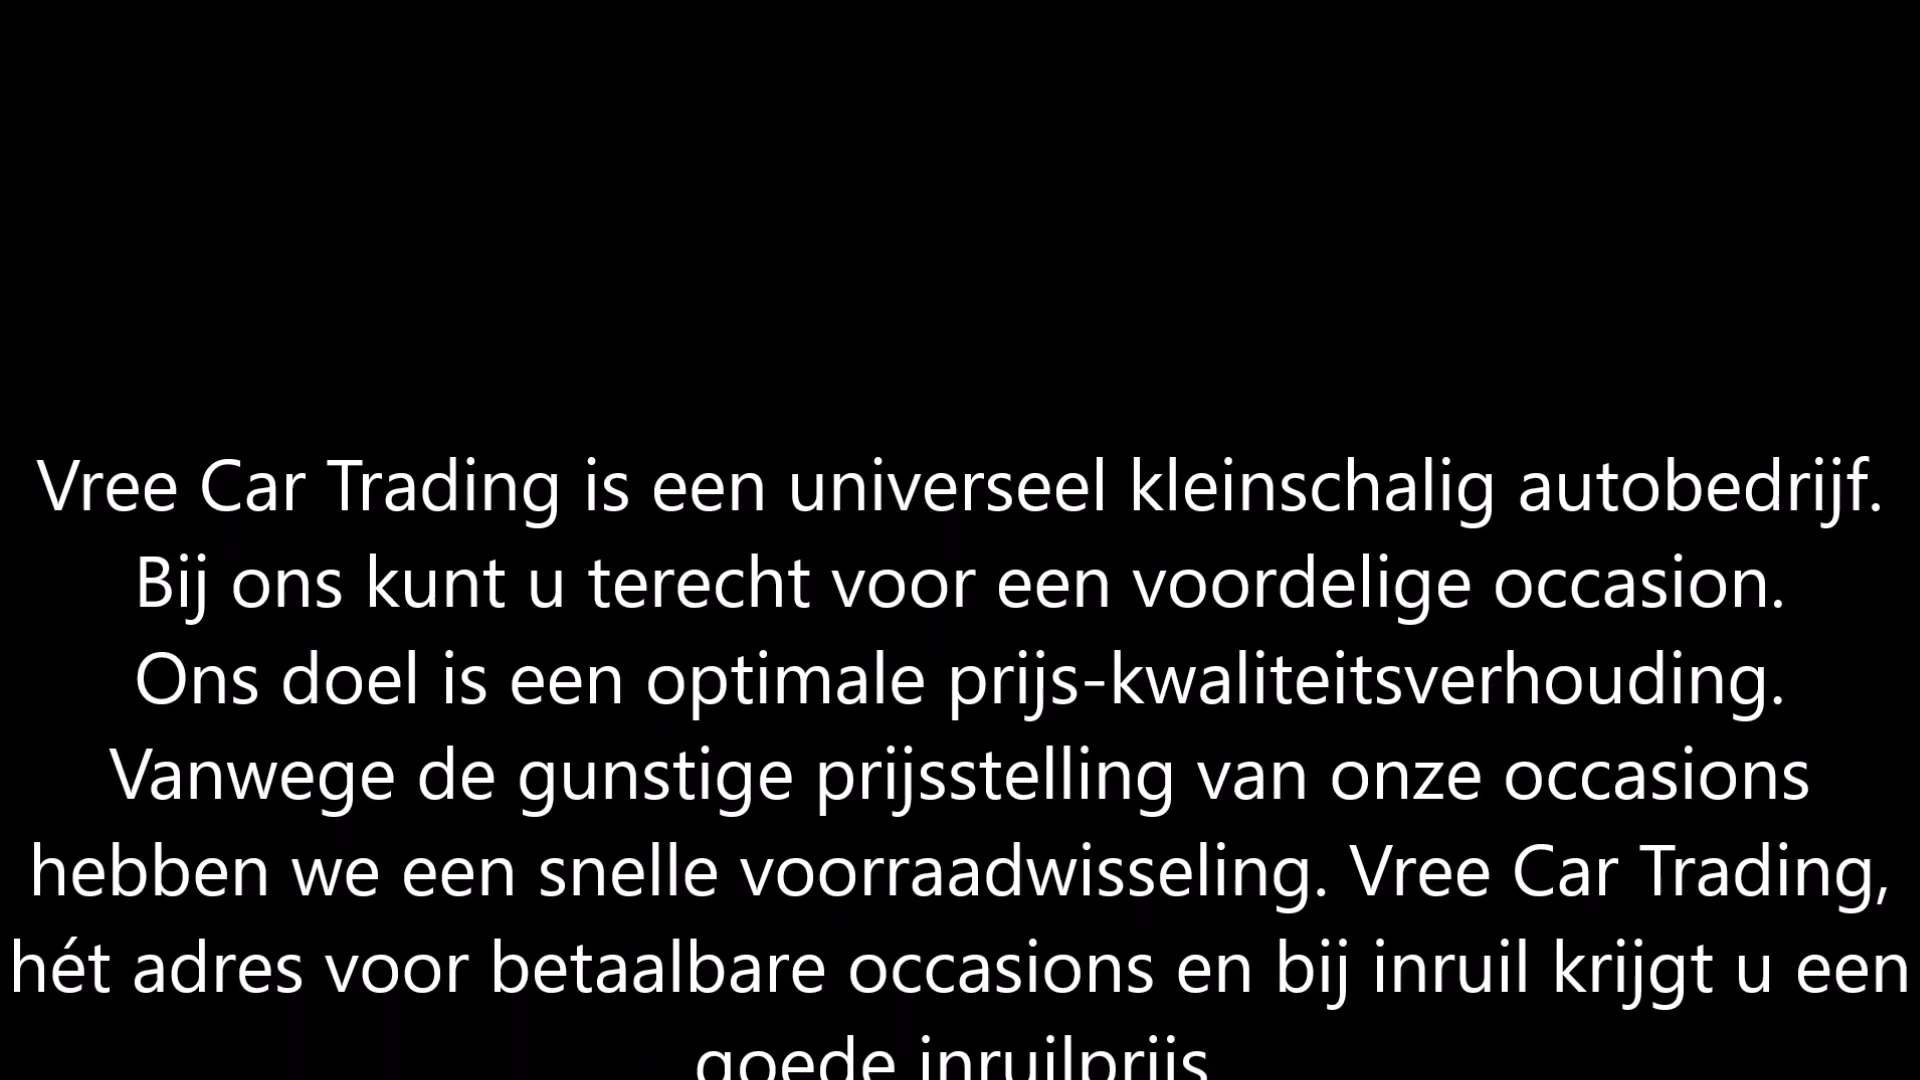 Vree Car Trading is een universeel kleinschalig autobedrijf.
Bij ons kunt u terecht voor een voordelige occasion.
Ons doel is een optimale prijs-kwaliteitsverhouding.
Vanwege de gunstige prijsstelling van onze occasions
hebben we een snelle voorraadwisseling. Vree Car Trading,
hét adres voor betaalbare occasions en bij inruil krijgt u een
goede inruilprijs